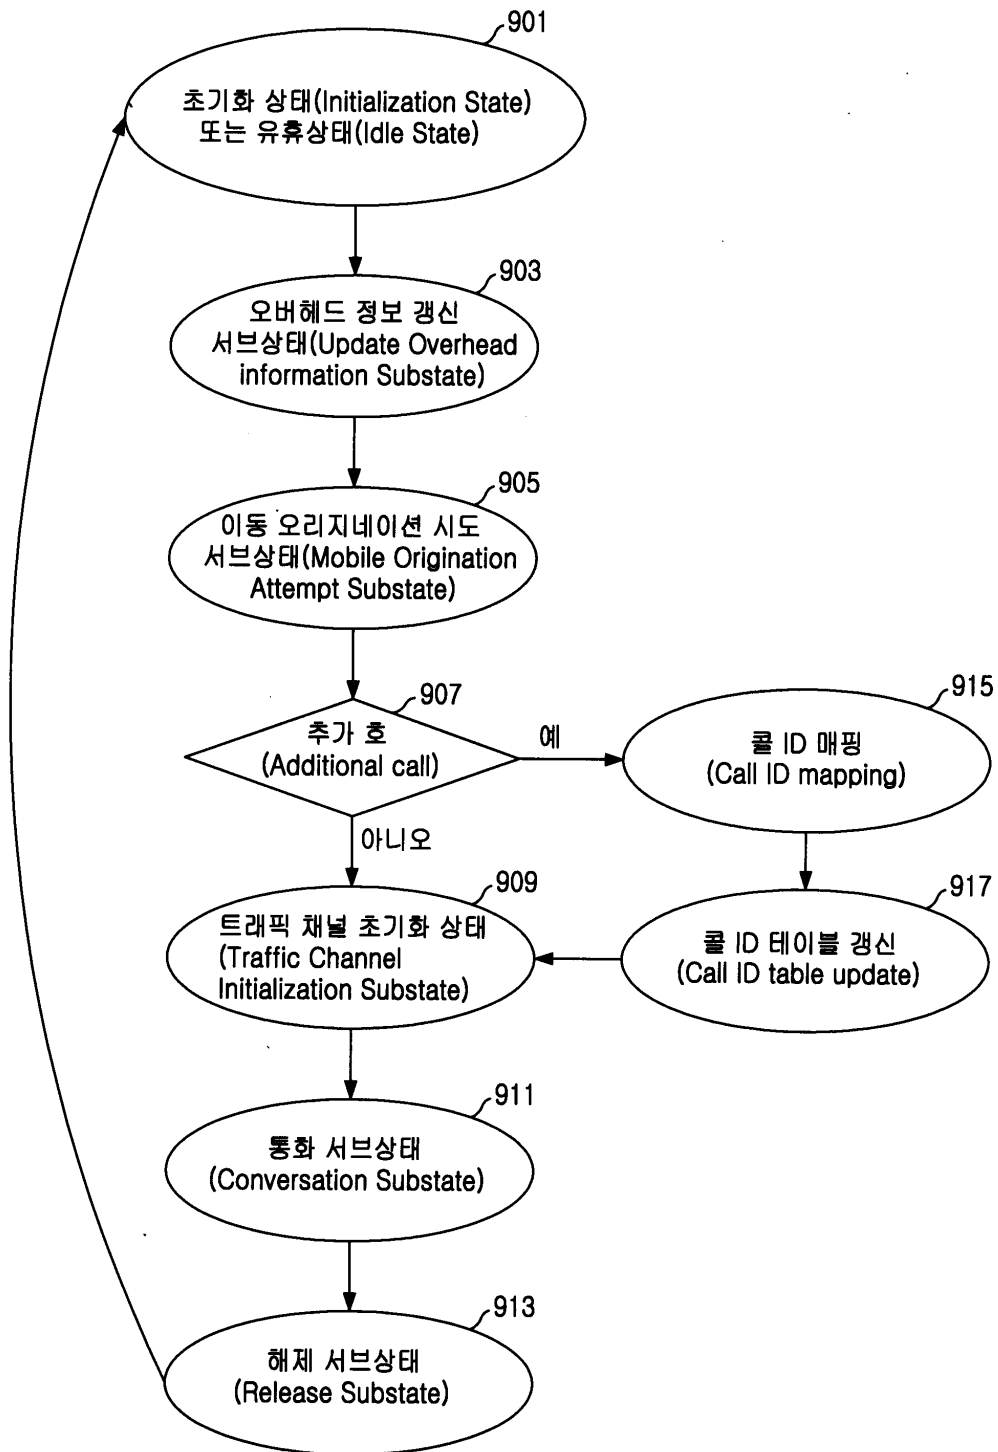 901
초기화 상태(Initialization State)
또는 유휴상태(Idle State)
903
오버헤드 정보 갱신
서브상태(Update Overhead
information Substate)
905
이동 오리지네이션 시도
서브상태(Mobile Origination
Attempt Substate)
907
추가 호
(Additional call)
예
915
콜 ID 매핑
(Call ID mapping)
아니오
909
트래픽 채널 초기화 상태
(Traffic Channel
Initialization Substate)
917
콜 ID 테이블 갱신
(Call ID table update)
911
통화 서브상태
(Conversation Substate)
913
해제 서브상태
(Release Substate)